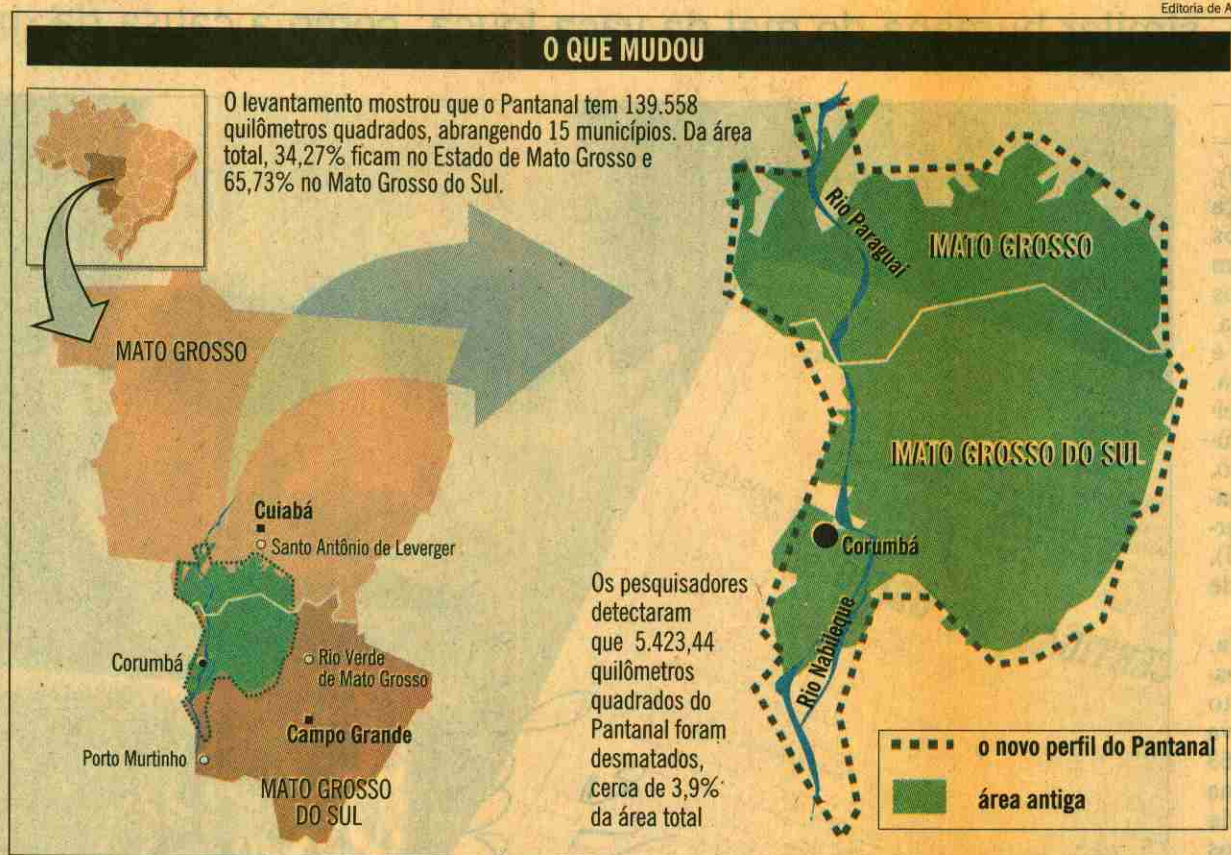 Editoria de A
O QUE MUDOU
O levantamento mostrou que o Pantanal tem 139.558
quilômetros quadrados, abrangendo 15 municípios. Da área
total, 34,27% ficam no Estado de Mato Grosso e
65,73% no Mato Grosso do Sul.
MATO GROSSO
Cuiabá
Santo Antônio de Leverger
Corumbá
Rio Verde
de Mato Grosso
Campo Grande
Porto Murtinho
MATO GROSSO
DO SUL
Rio Paraguai
MATO GROSSO
MATO GROSSO DO SUL
Corumbá
Rio Nabileque
Os pesquisadores
detectaram
que 5.423,44
quilômetros
quadrados do
Pantanal foram
desmatados,
cerca de 3,9%
da área total
o novo perfil do Pantanal
área antiga